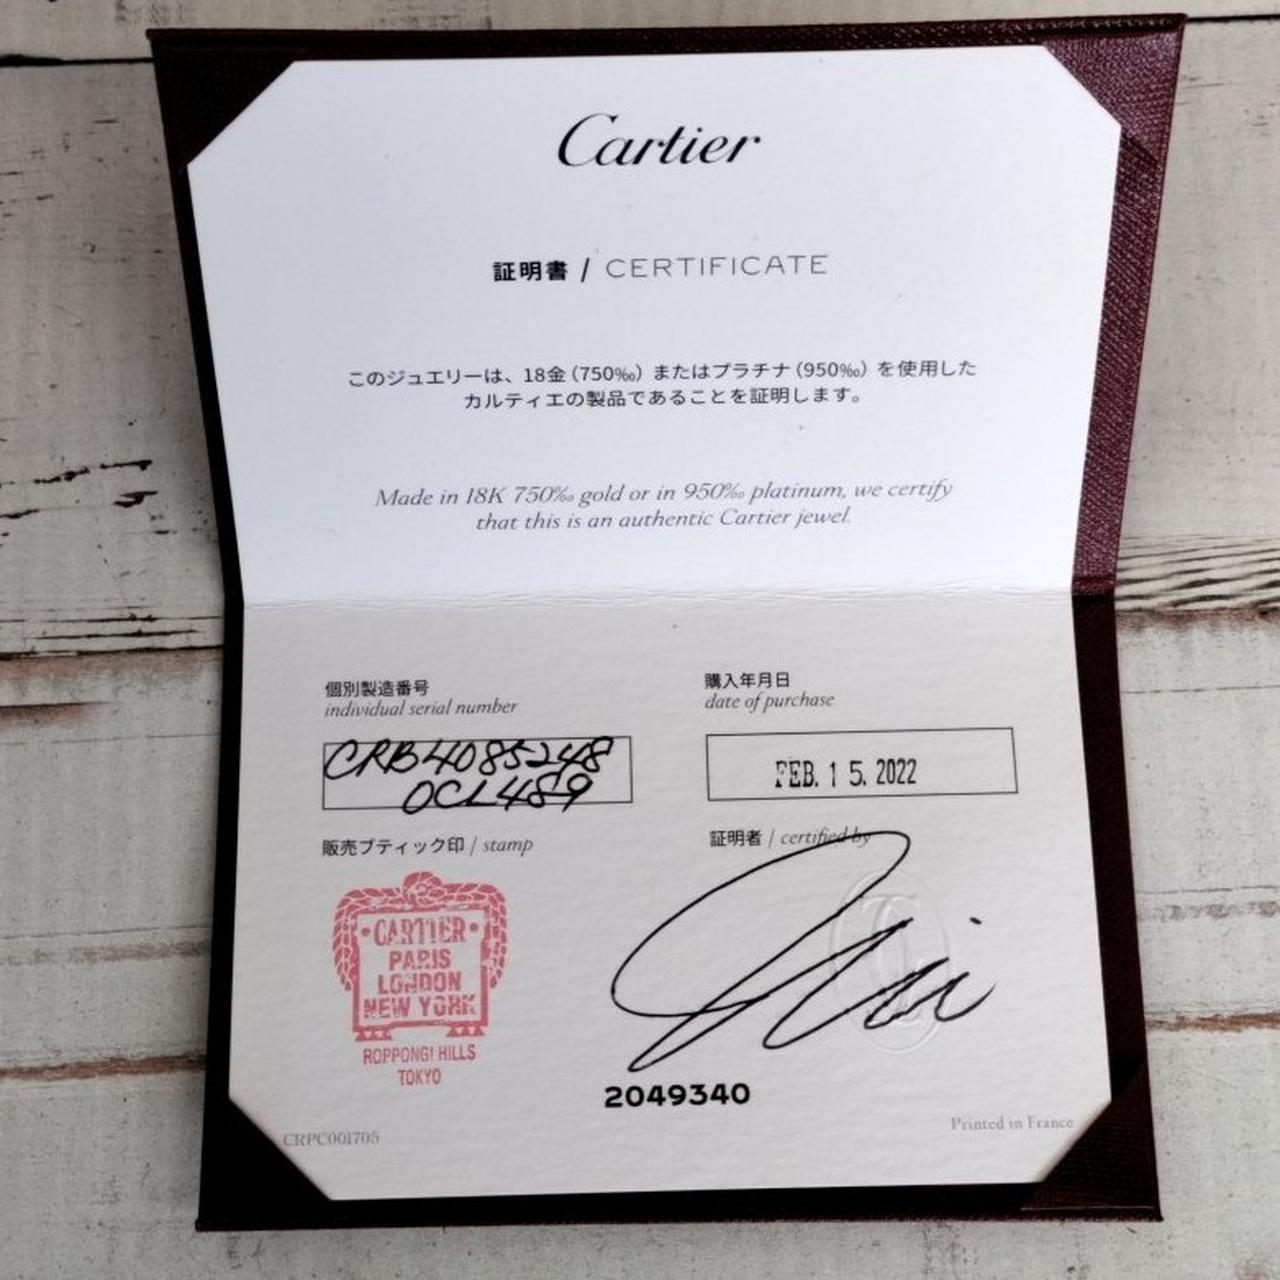 Cartier
証明書 / CERTIFICATE
このジュエリーは、18金（750‰）またはプラチナ（950‰）を使用した
カルティエの製品であることを証明します。
Made in 18K 750‰ gold or in 950‰ platinum, we certify
that this is an authentic Cartier jewel.
個別製造番号
individual serial number
CRB4085248
OCL489
購入年月日
date of purchase
FEB. 15. 2022
販売ブティック印 / stamp
CARTIER
PARIS
LONDON
NEW YORK
ROPPONGI HILLS
TOKYO
証明者 / certified by
2049340
CRPC001705
Printed in France